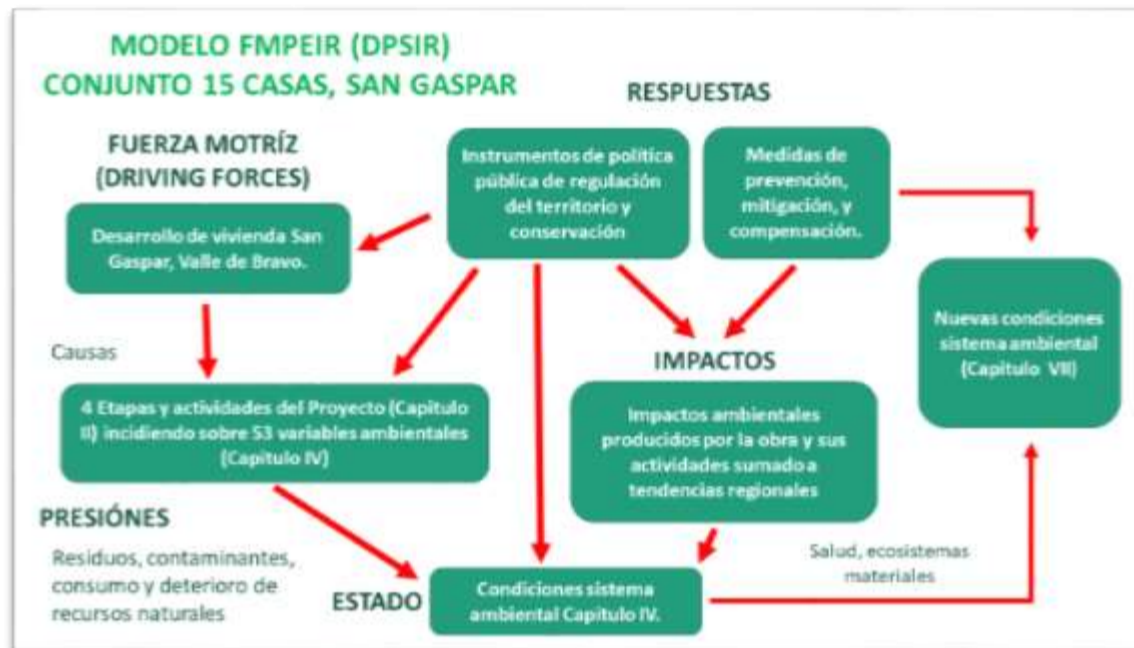 MODELO FMPEIR (DPSIR)
CONJUNTO 15 CASAS, SAN GASPAR
RESPUESTAS
FUERZA MOTRÍZ
(DRIVING FORCES)
Instrumentos de política
pública de regulación
del territorio y
conservación
Medidas de
prevención,
mitigación, y
compensación.
Desarrollo de vivienda San
Gaspar, Valle de Bravo.
Nuevas condiciones
sistema ambiental
(Capítulo VII)
Causas
IMPACTOS
4 Etapas y actividades del Proyecto (Capítulo
II) incidiendo sobre 53 variables ambientales
(Capítulo IV)
Impactos ambientales
producidos por la obra y sus
actividades sumado a
tendencias regionales
PRESIÓNES
Residuos, contaminantes,
consumo y deterioro de
recursos naturales
Salud, ecosistemas
materiales
ESTADO
Condiciones sistema
ambiental Capítulo IV.